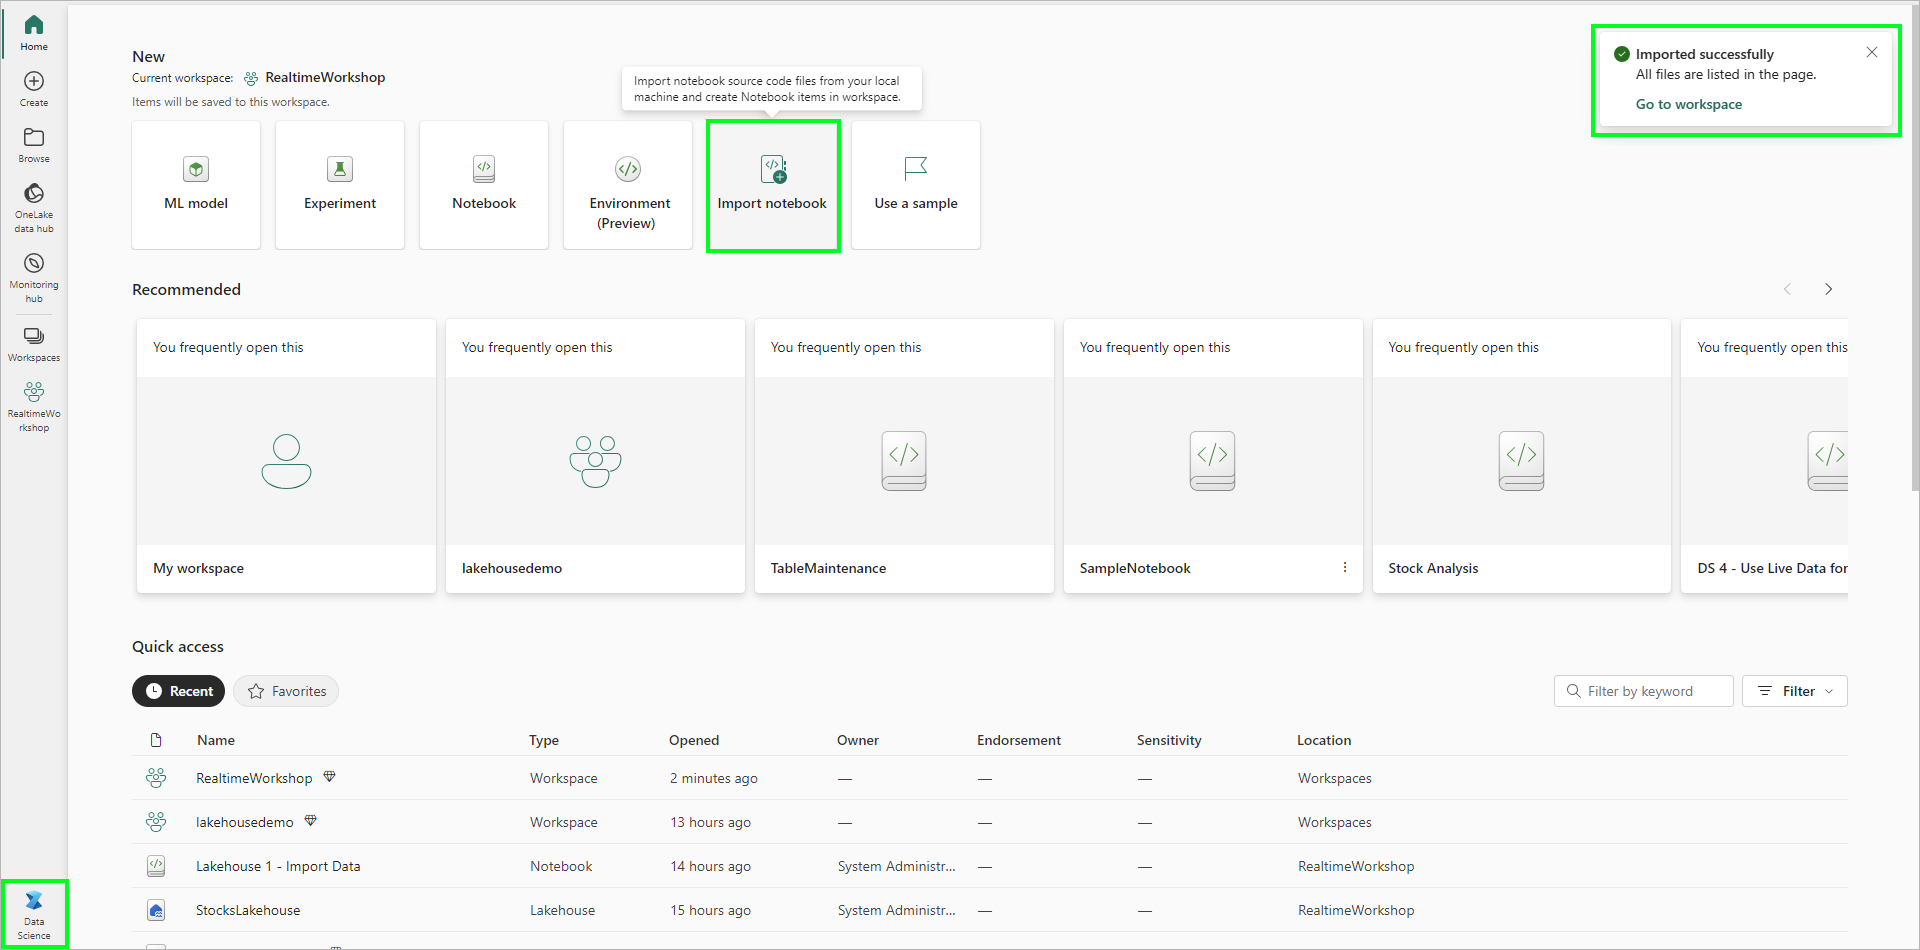 Home
Create
Browse
OneLake
data hub
Monitoring
hub
Workspaces
RealtimeWo
rkshop
Data
Science
New
Current workspace: RealtimeWorkshop
Items will be saved to this workspace.
Import notebook source code files from your local
machine and create Notebook items in workspace.
Imported successfully
All files are listed in the page.
Go to workspace
ML model
Experiment
Notebook
Environment
(Preview)
Import notebook
Use a sample
Recommended
You frequently open this
My workspace
You frequently open this
lakehousedemo
You frequently open this
TableMaintenance
You frequently open this
SampleNotebook
You frequently open this
Stock Analysis
You frequently open this
DS 4 - Use Live Data for
Quick access
Recent
Favorites
Filter by keyword
Filter
Name Type Opened Owner Endorsement Sensitivity Location
RealtimeWorkshop Workspace 2 minutes ago — — — Workspaces
lakehousedemo Workspace 13 hours ago — — — Workspaces
Lakehouse 1 - Import Data Notebook 14 hours ago System Administr... — — RealtimeWorkshop
StocksLakehouse Lakehouse 15 hours ago System Administr... — — RealtimeWorkshop